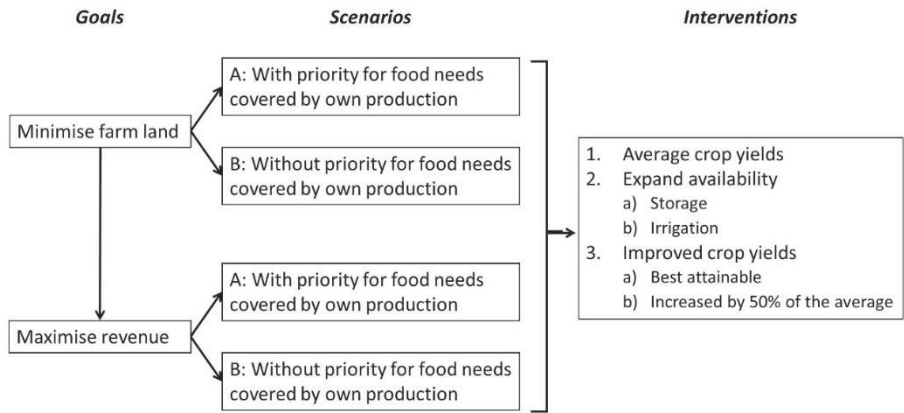 Goals
Scenarios
Interventions
A: With priority for food needs
covered by own production
Minimise farm land
B: Without priority for food needs
covered by own production
1. Average crop yields
2. Expand availability
a) Storage
b) Irrigation
3. Improved crop yields
a) Best attainable
b) Increased by 50% of the average
A: With priority for food needs
covered by own production
Maximise revenue
B: Without priority for food needs
covered by own production